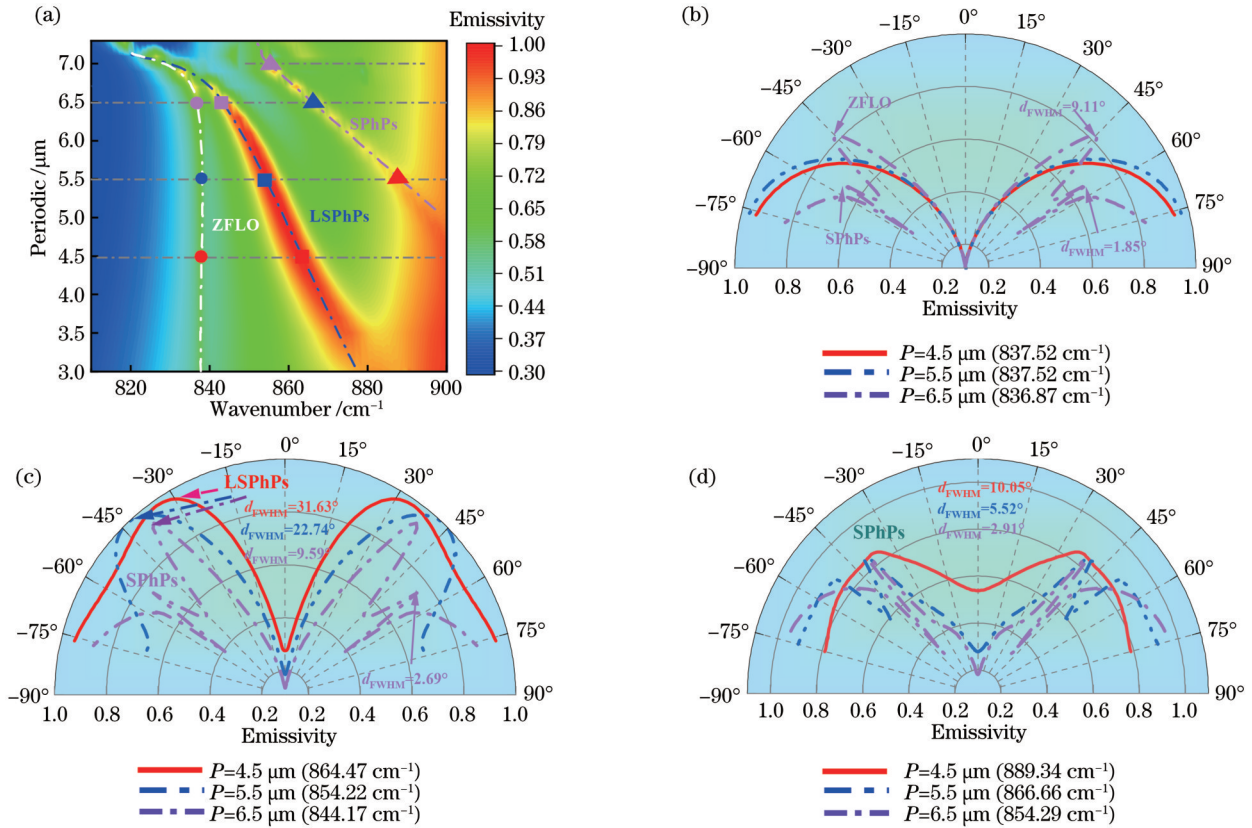 (a)
Emissivity
7.0
6.5
6.0
5.5
5.0
4.5
4.0
3.5
3.0
Periodic /μm
820
840
860
880
900
Wavenumber /cm⁻¹
SPhPs
LSPhPs
ZFLO
1.00
0.93
0.86
0.79
0.72
0.65
0.58
0.51
0.44
0.37
0.30
(b)
0°
−15°
15°
−30°
30°
−45°
45°
−60°
60°
−75°
75°
−90°
90°
ZFLO
d_FWHM=9.11°
SPhPs
d_FWHM=1.85°
1.0 0.8 0.6 0.4 0.2 0.2 0.4 0.6 0.8 1.0
Emissivity
P=4.5 μm (837.52 cm⁻¹)
P=5.5 μm (837.52 cm⁻¹)
P=6.5 μm (836.87 cm⁻¹)
(c)
0°
−15°
15°
−30°
30°
−45°
45°
−60°
60°
−75°
75°
−90°
90°
LSPhPs
d_FWHM=31.63°
d_FWHM=22.74°
d_FWHM=9.59°
SPhPs
d_FWHM=2.69°
1.0 0.8 0.6 0.4 0.2 0.2 0.4 0.6 0.8 1.0
Emissivity
P=4.5 μm (864.47 cm⁻¹)
P=5.5 μm (854.22 cm⁻¹)
P=6.5 μm (844.17 cm⁻¹)
(d)
0°
−15°
15°
−30°
30°
−45°
45°
−60°
60°
−75°
75°
−90°
90°
d_FWHM=10.05°
d_FWHM=5.52°
d_FWHM=2.91°
SPhPs
1.0 0.8 0.6 0.4 0.2 0.2 0.4 0.6 0.8 1.0
Emissivity
P=4.5 μm (889.34 cm⁻¹)
P=5.5 μm (866.66 cm⁻¹)
P=6.5 μm (854.29 cm⁻¹)